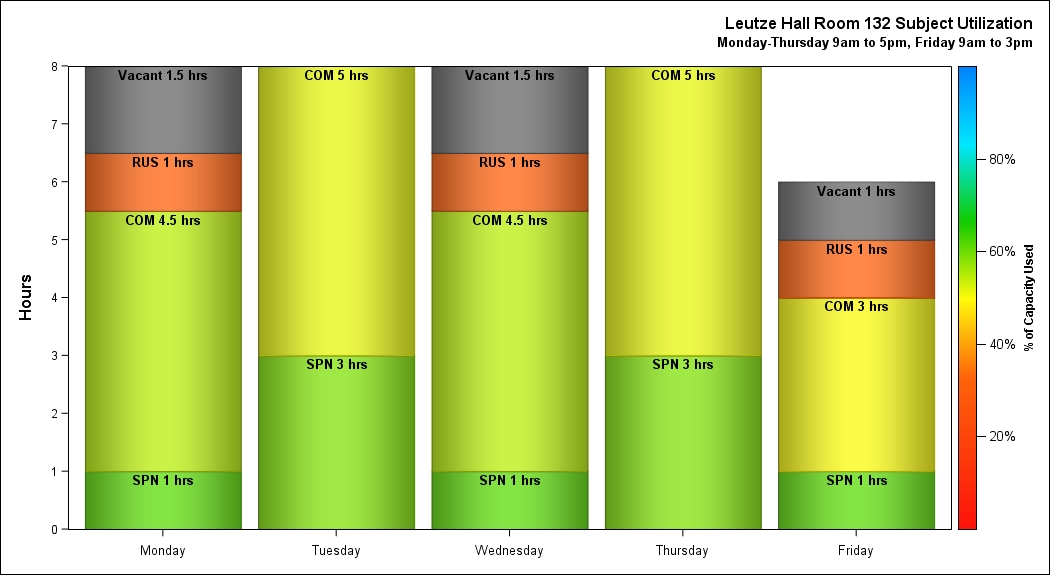 Leutze Hall Room 132 Subject Utilization
Monday-Thursday 9am to 5pm, Friday 9am to 3pm
Hours
8
7
6
5
4
3
2
1
0
Vacant 1.5 hrs
RUS 1 hrs
COM 4.5 hrs
SPN 1 hrs
COM 5 hrs
SPN 3 hrs
Vacant 1.5 hrs
RUS 1 hrs
COM 4.5 hrs
SPN 1 hrs
COM 5 hrs
SPN 3 hrs
Vacant 1 hrs
RUS 1 hrs
COM 3 hrs
SPN 1 hrs
Monday
Tuesday
Wednesday
Thursday
Friday
80%
60%
40%
20%
% of Capacity Used